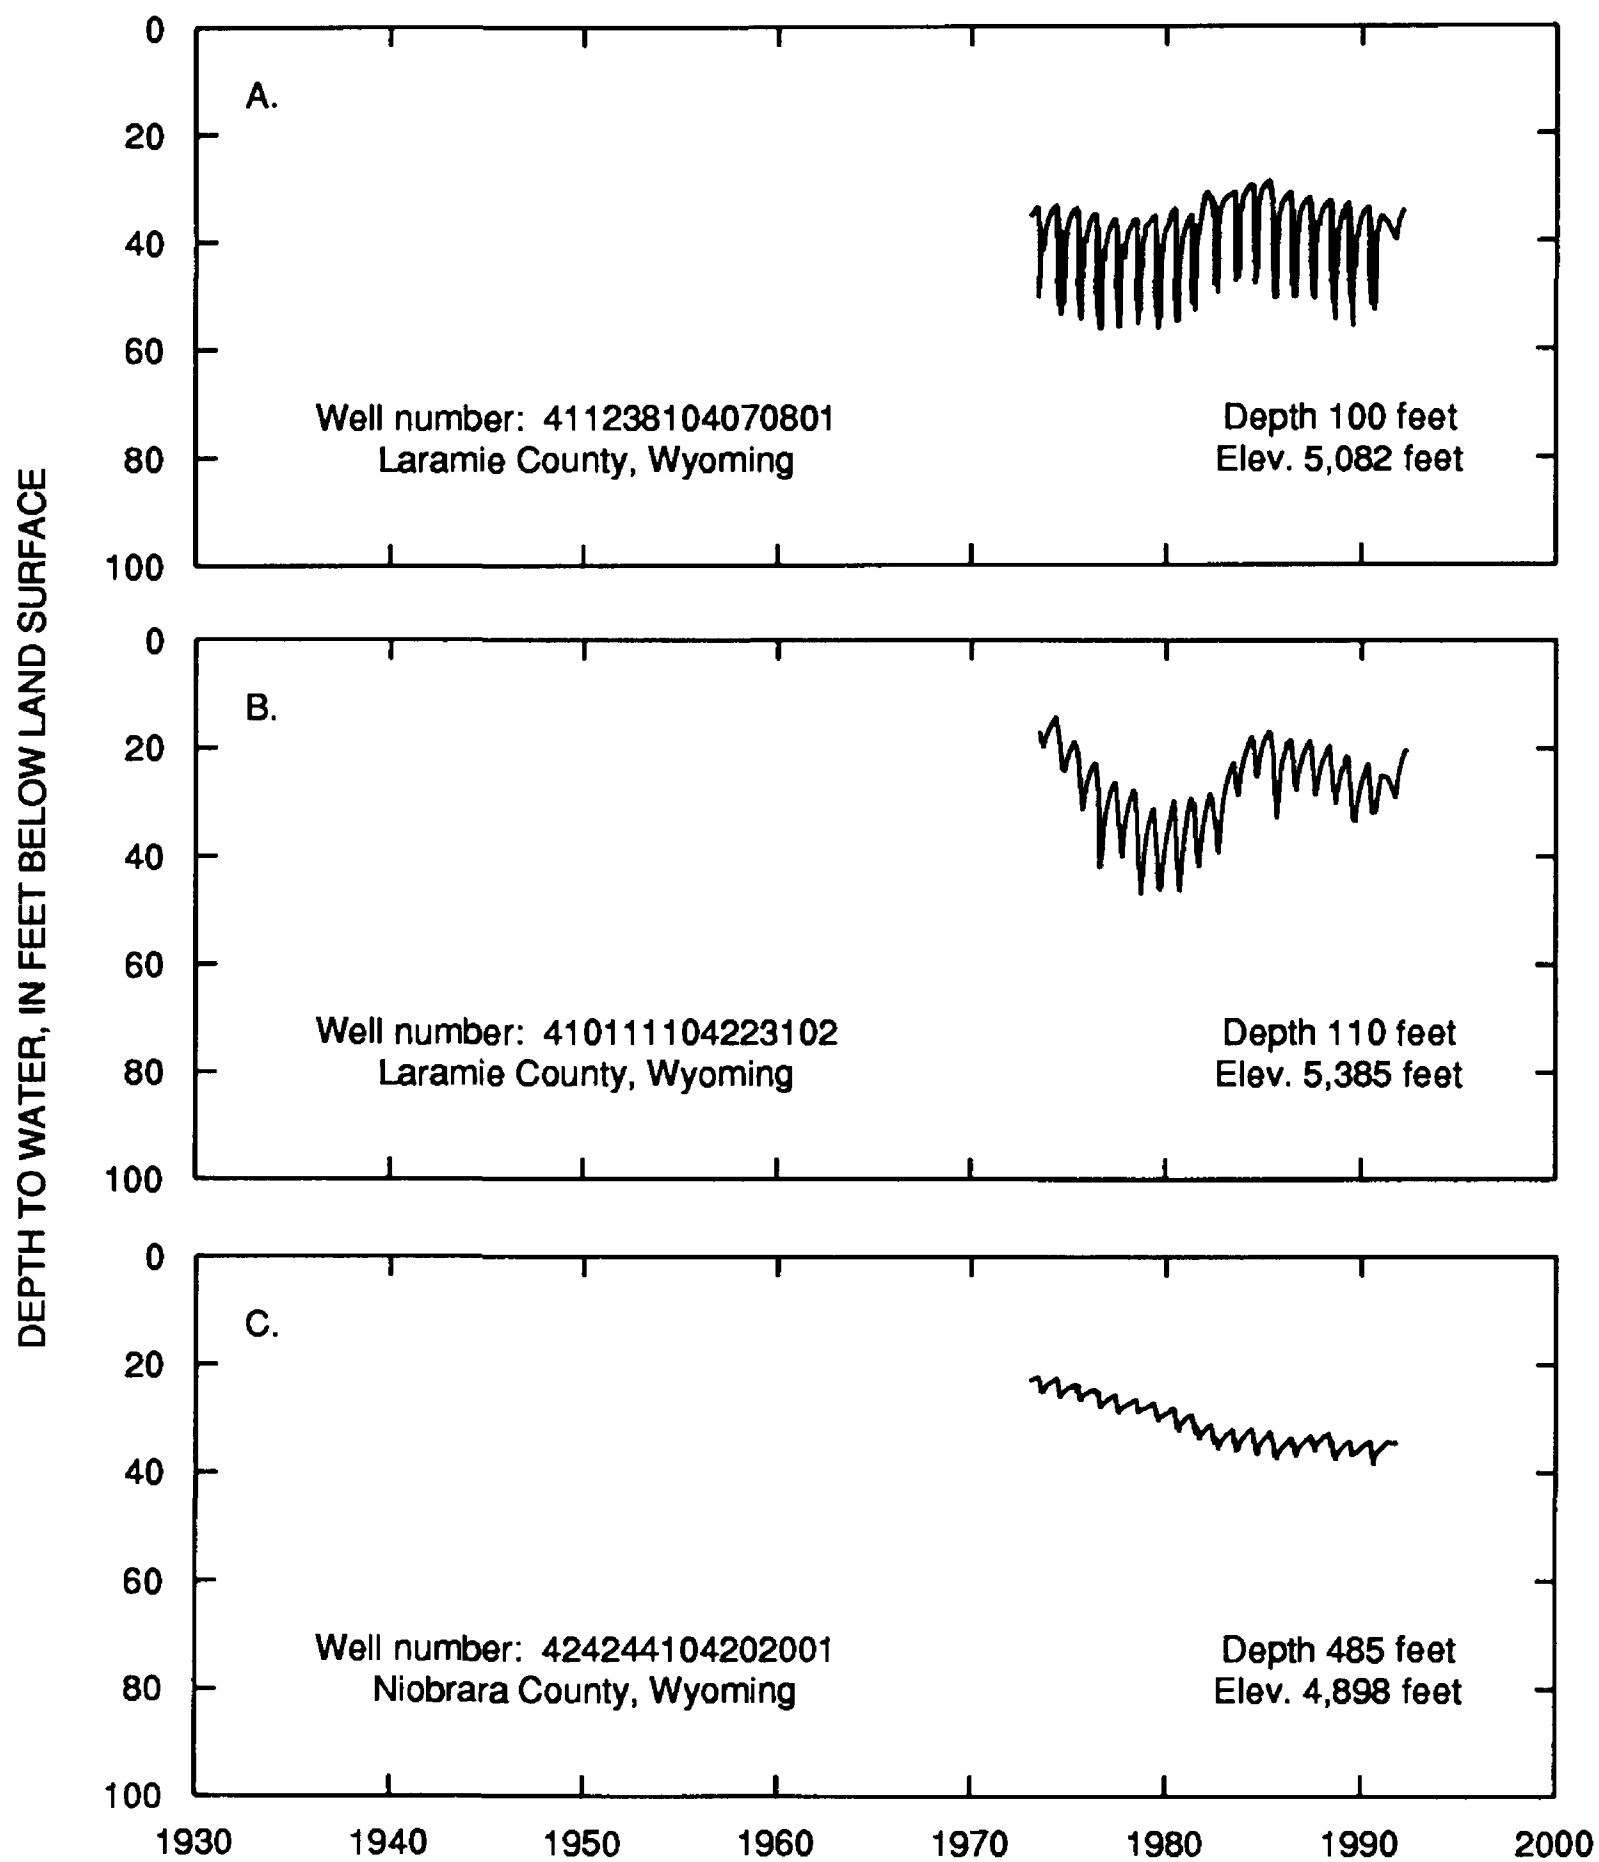 DEPTH TO WATER, IN FEET BELOW LAND SURFACE
0
20
40
60
80
100
A.
Well number: 411238104070801
Laramie County, Wyoming
Depth 100 feet
Elev. 5,082 feet
0
20
40
60
80
100
B.
Well number: 410111104223102
Laramie County, Wyoming
Depth 110 feet
Elev. 5,385 feet
0
20
40
60
80
100
C.
Well number: 424244104202001
Niobrara County, Wyoming
Depth 485 feet
Elev. 4,898 feet
1930 1940 1950 1960 1970 1980 1990 2000